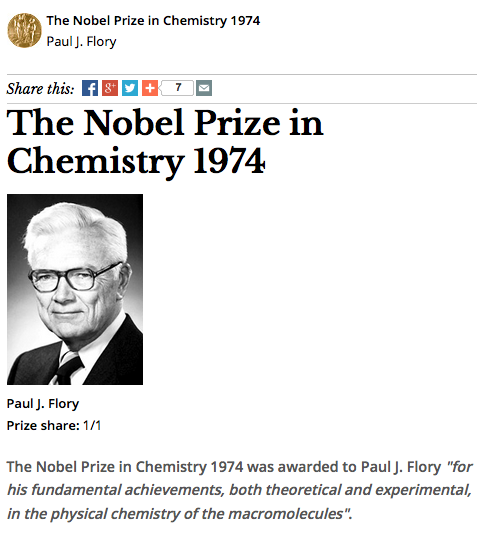 The Nobel Prize in Chemistry 1974
Paul J. Flory
Share this:
7
The Nobel Prize in
Chemistry 1974
Paul J. Flory
Prize share: 1/1
The Nobel Prize in Chemistry 1974 was awarded to Paul J. Flory "for
his fundamental achievements, both theoretical and experimental,
in the physical chemistry of the macromolecules".